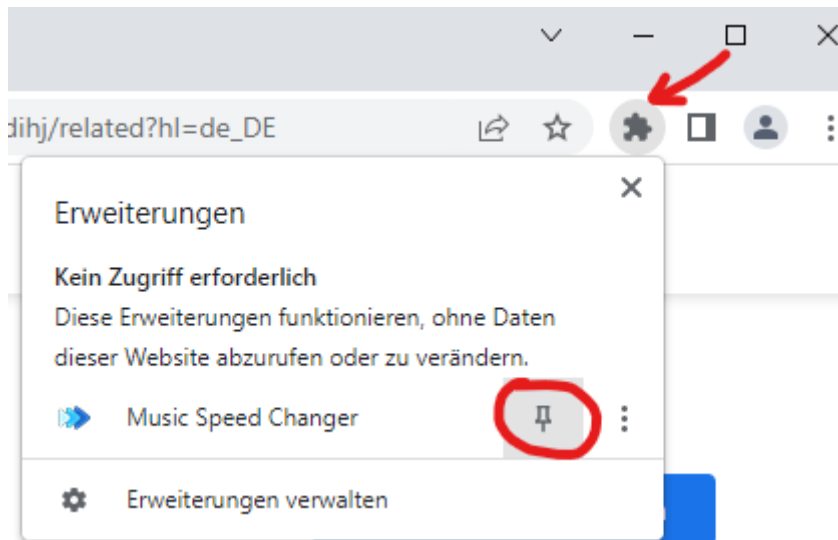 dihj/related?hl=de_DE
Erweiterungen
Kein Zugriff erforderlich
Diese Erweiterungen funktionieren, ohne Daten
dieser Website abzurufen oder zu verändern.
Music Speed Changer
Erweiterungen verwalten